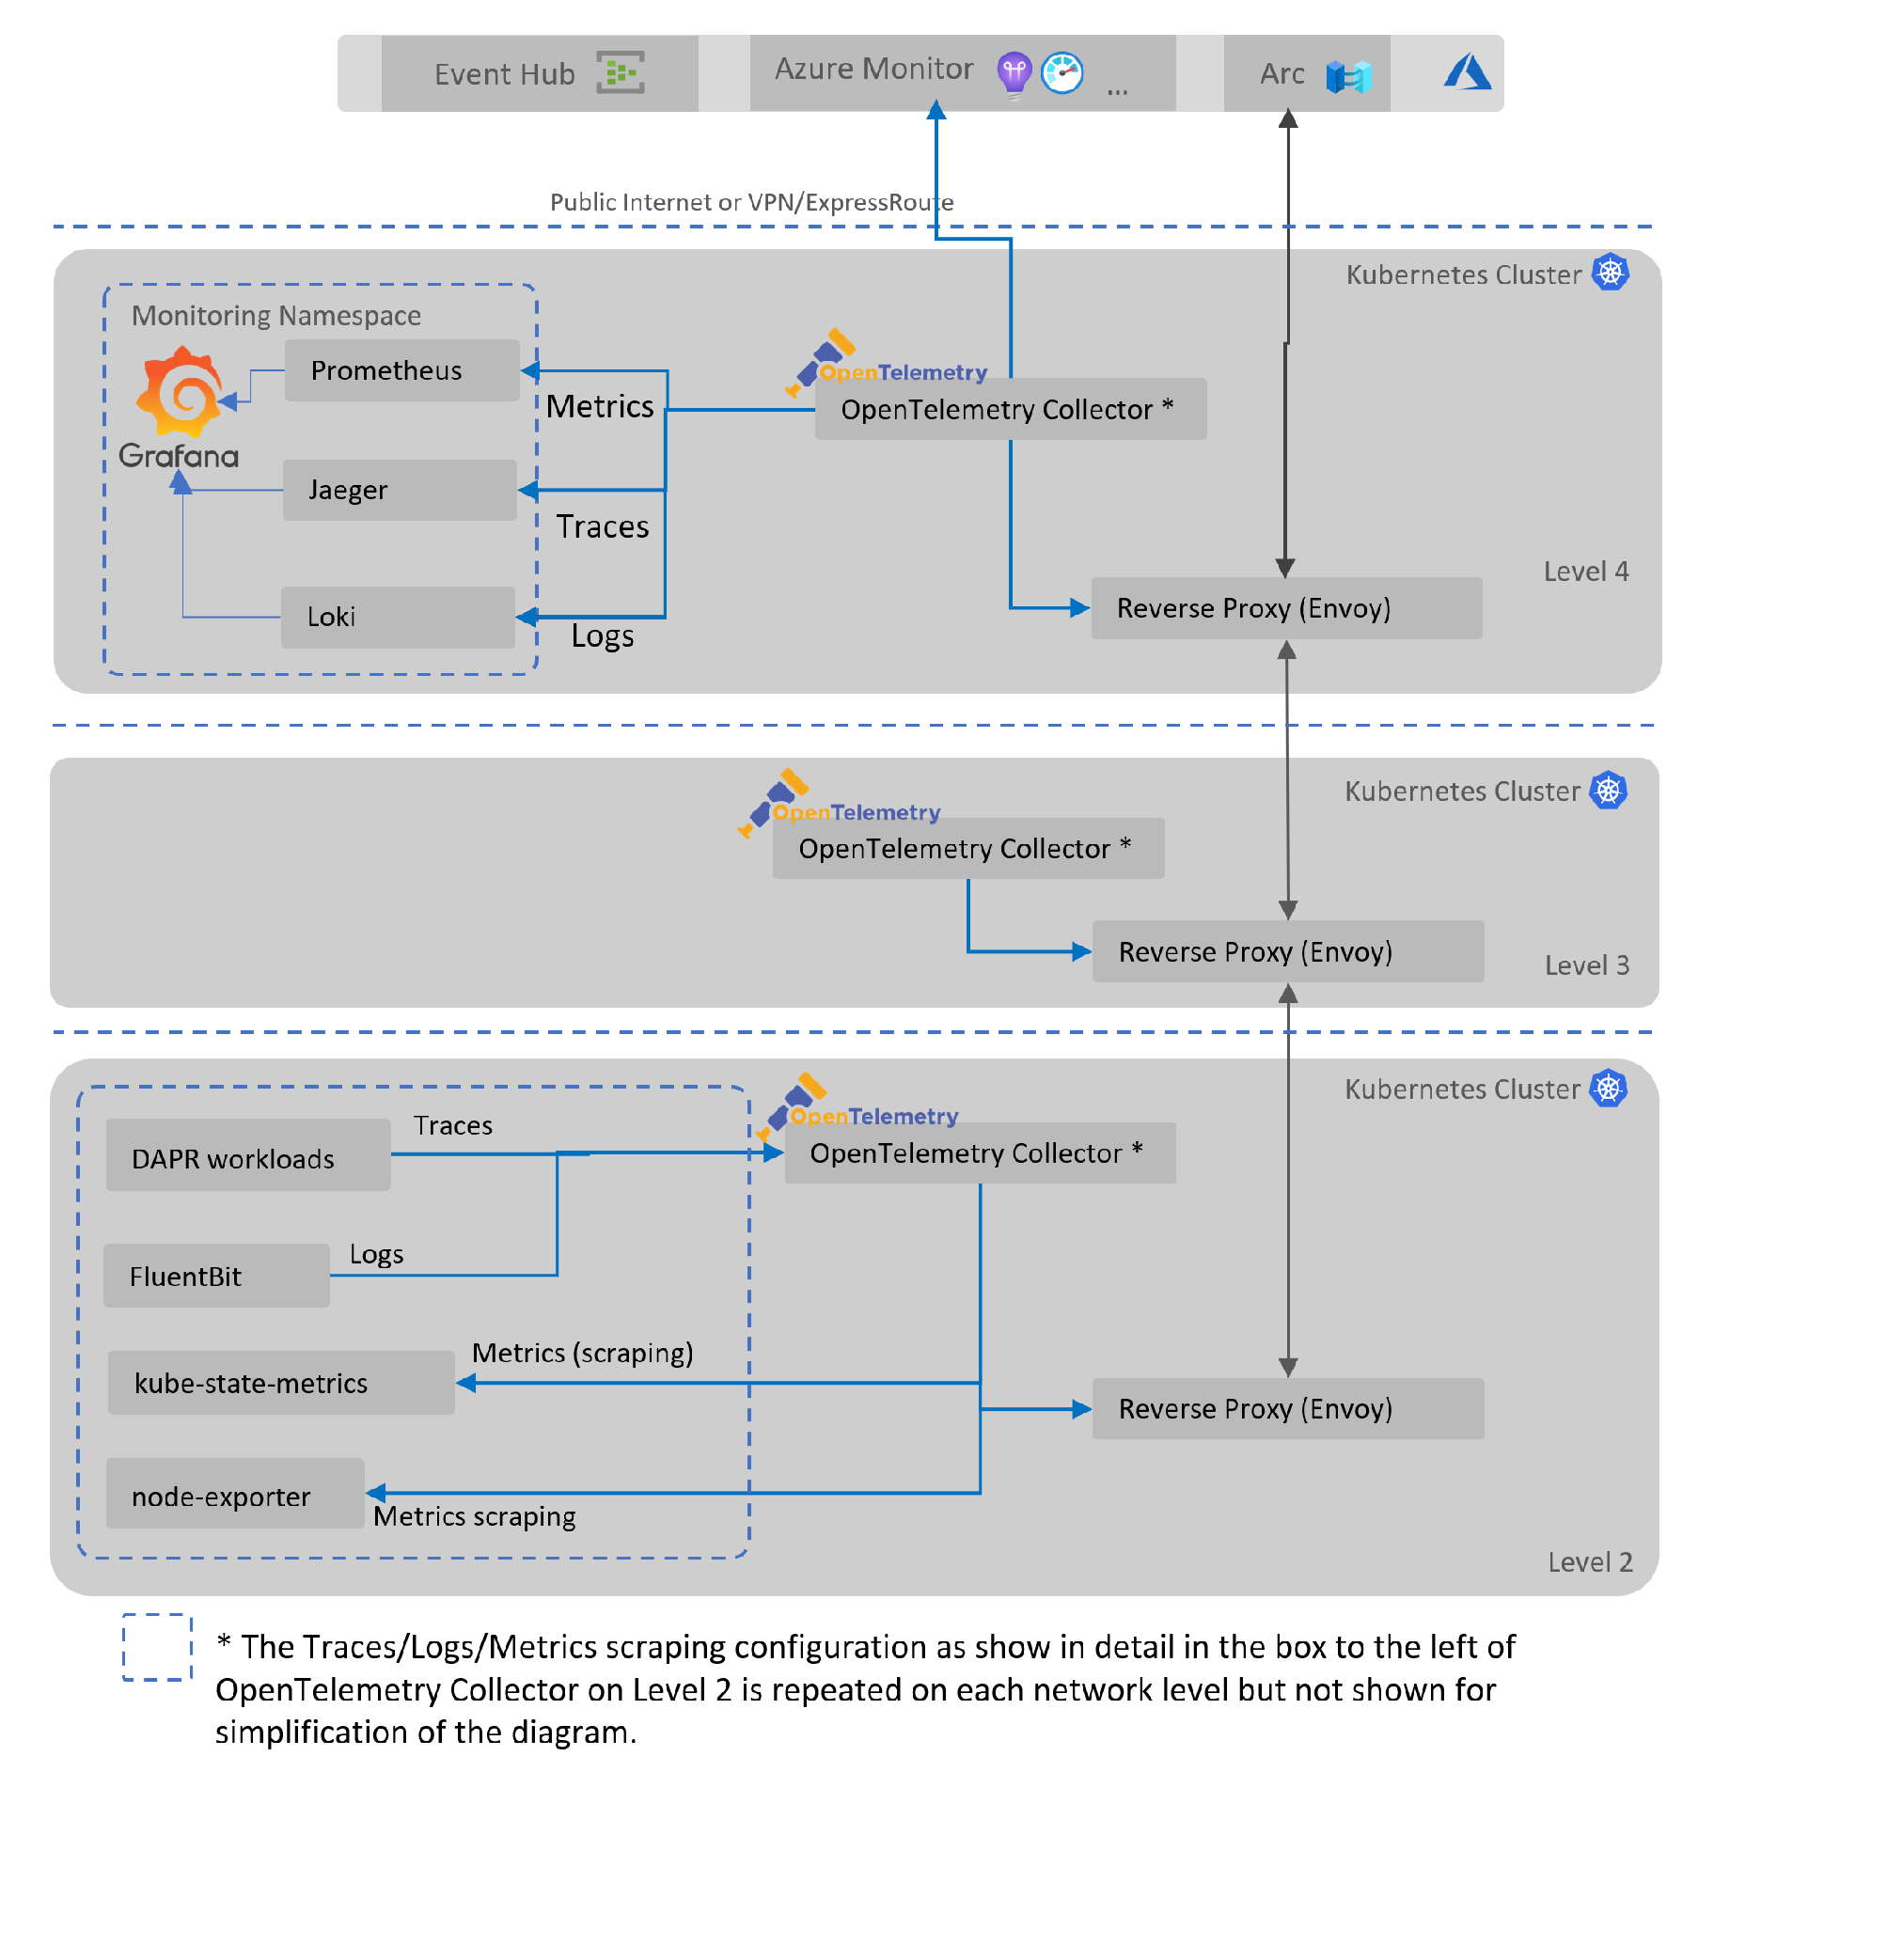 Event Hub
Azure Monitor
...
Arc
Public Internet or VPN/ExpressRoute
Kubernetes Cluster
Monitoring Namespace
Prometheus
Grafana
Metrics
OpenTelemetry
OpenTelemetry Collector *
Jaeger
Traces
Level 4
Loki
Logs
Reverse Proxy (Envoy)
Kubernetes Cluster
OpenTelemetry
OpenTelemetry Collector *
Reverse Proxy (Envoy)
Level 3
Kubernetes Cluster
OpenTelemetry
Traces
DAPR workloads
OpenTelemetry Collector *
Logs
FluentBit
Metrics (scraping)
kube-state-metrics
Reverse Proxy (Envoy)
node-exporter
Metrics scraping
Level 2
* The Traces/Logs/Metrics scraping configuration as show in detail in the box to the left of
OpenTelemetry Collector on Level 2 is repeated on each network level but not shown for
simplification of the diagram.